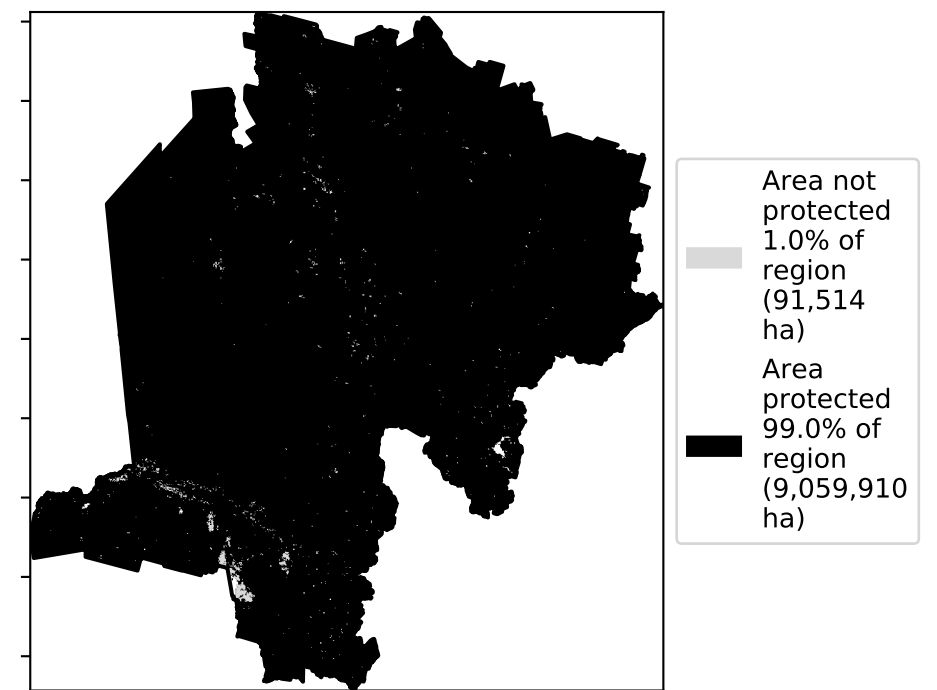 Area not
protected
1.0% of
region
(91,514
ha)
Area
protected
99.0% of
region
(9,059,910
ha)